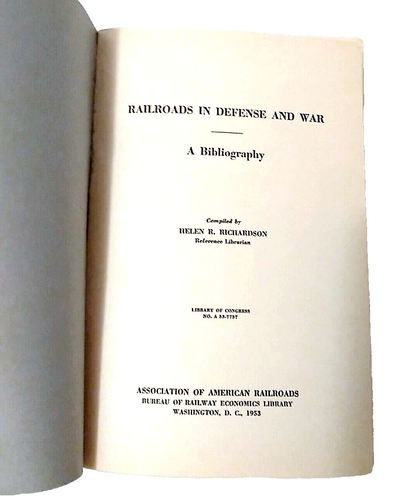 RAILROADS IN DEFENSE AND WAR
A Bibliography
Compiled by
HELEN R. RICHARDSON
Reference Librarian
LIBRARY OF CONGRESS
NO. A 53-7757
ASSOCIATION OF AMERICAN RAILROADS
BUREAU OF RAILWAY ECONOMICS LIBRARY
WASHINGTON, D. C., 1953